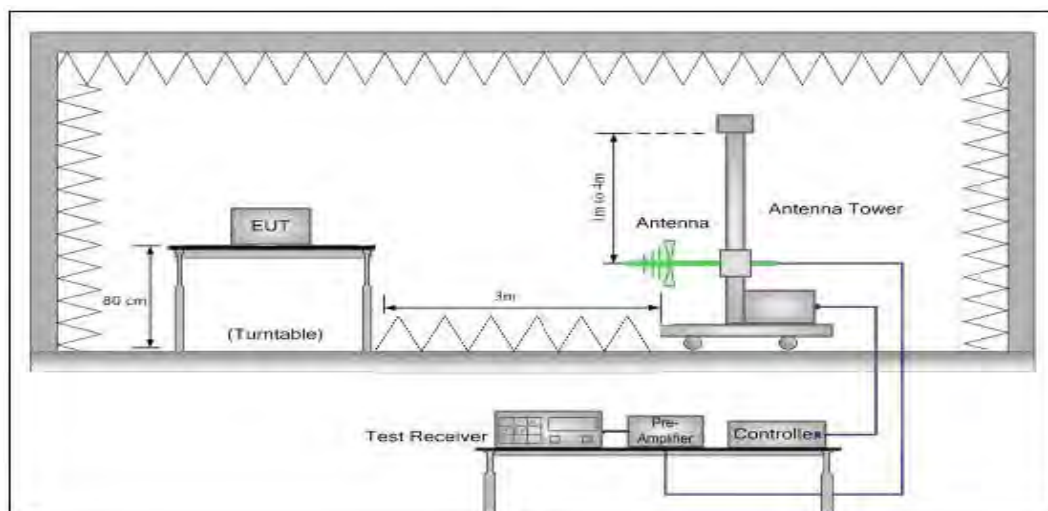 EUT
80 cm
(Turntable)
3m
1m to 4m
Antenna
Antenna Tower
Test Receiver
Pre-
Amplifier
Controller